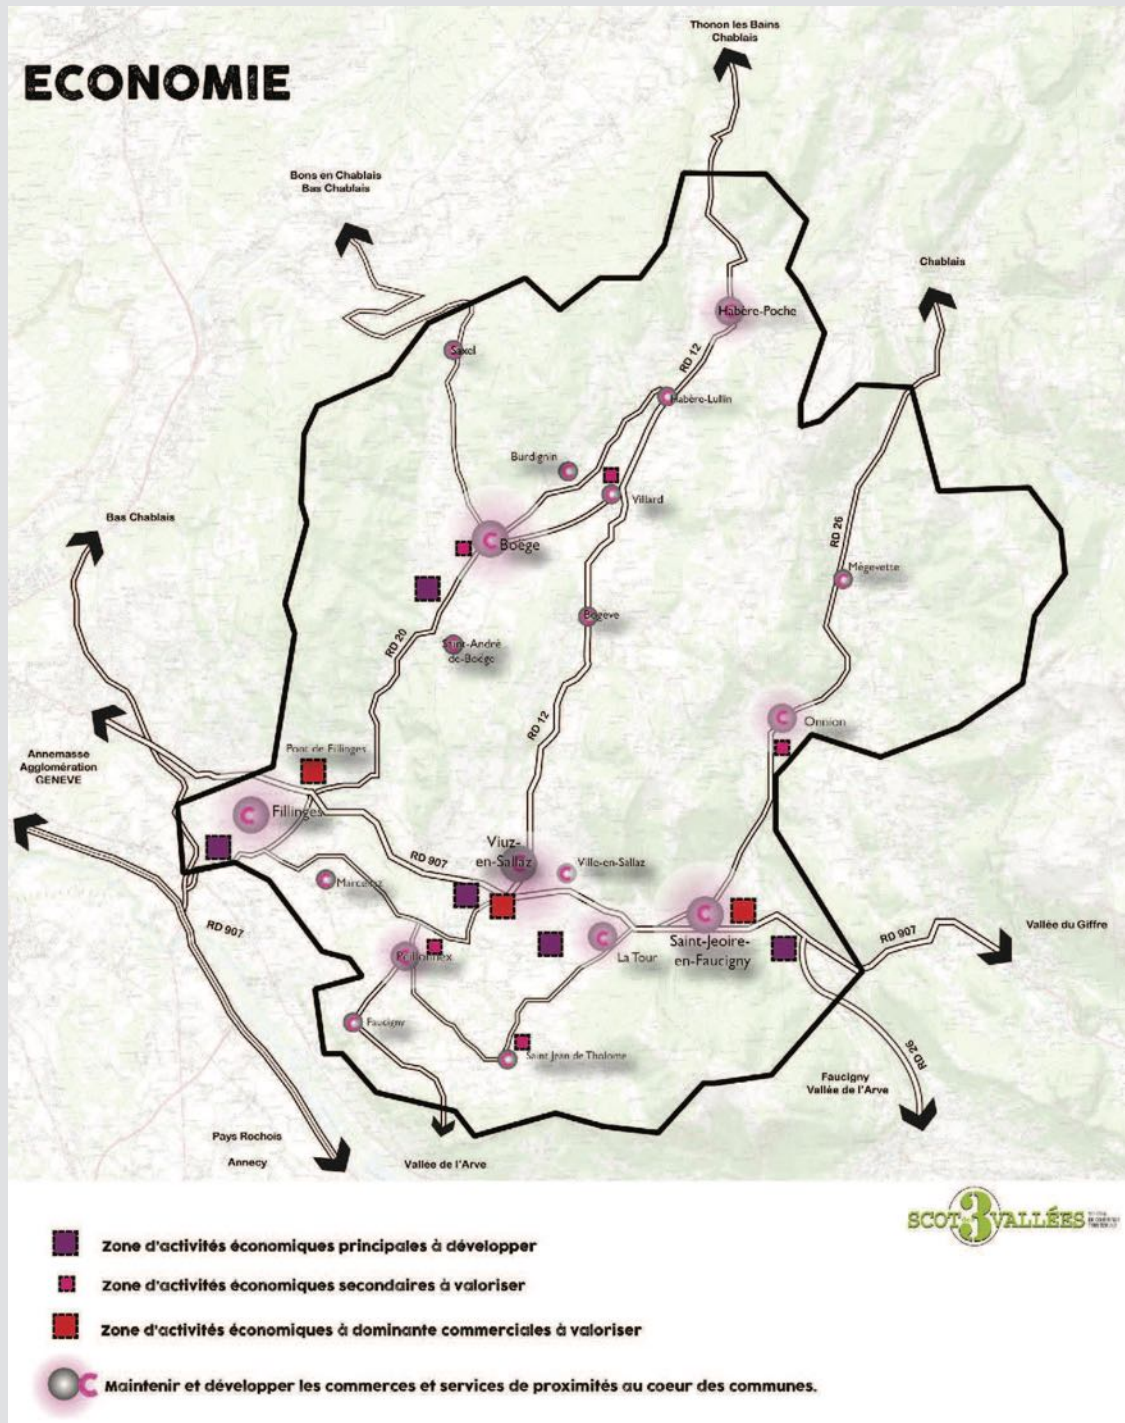 Thonon les Bains
Chablais
ECONOMIE
Bons en Chablais
Bas Chablais
Chablais
Habère-Poche
RD 12
Saxel
Habère-Lullin
Burdignin
Villard
Bas Chablais
Boëge
RD 26
Mégevette
Bogève
RD 20
Saint-André
de-Boëge
RD 12
Onnion
Annemasse
Agglomération
GENEVE
Pont de Fillinges
Fillinges
Viuz-
en-Sallaz
RD 907
Ville-en-Sallaz
Marcellaz
RD 907
Peillonnex
La Tour
Saint-Jeoire-
en-Faucigny
RD 907
Vallée du Giffre
Faucigny
Saint Jean de Tholome
RD 26
Faucigny
Vallée de l'Arve
Pays Rochois
Annecy
Vallée de l'Arve
SCOT 3 VALLÉES
Zone d'activités économiques principales à développer
Zone d'activités économiques secondaires à valoriser
Zone d'activités économiques à dominante commerciales à valoriser
C Maintenir et développer les commerces et services de proximités au coeur des communes.